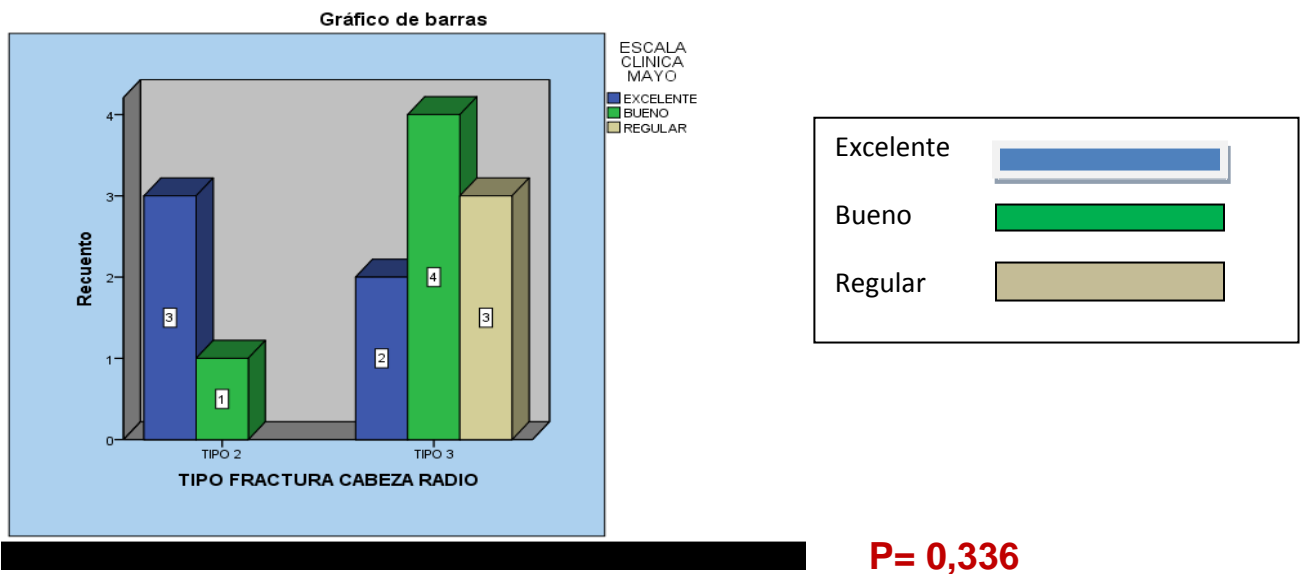 Gráfico de barras
ESCALA
CLINICA
MAYO
EXCELENTE
BUENO
REGULAR
4
3
2
1
0
Recuento
3
1
2
4
3
TIPO 2
TIPO 3
TIPO FRACTURA CABEZA RADIO
Excelente
Bueno
Regular
P= 0,336